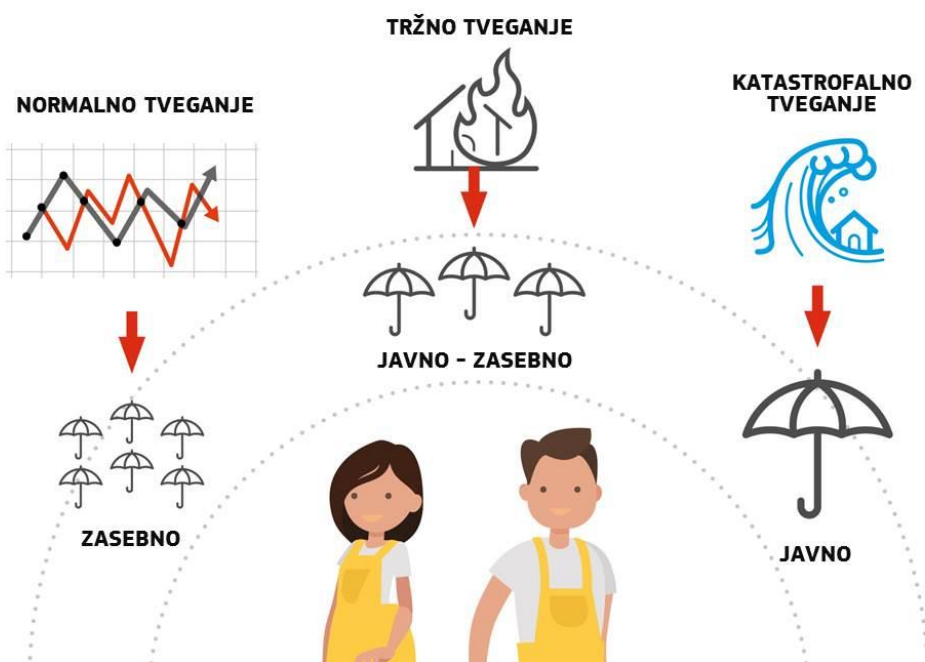 NORMALNO TVEGANJE
ZASEBNO
TRŽNO TVEGANJE
JAVNO - ZASEBNO
KATASTROFALNO
TVEGANJE
JAVNO